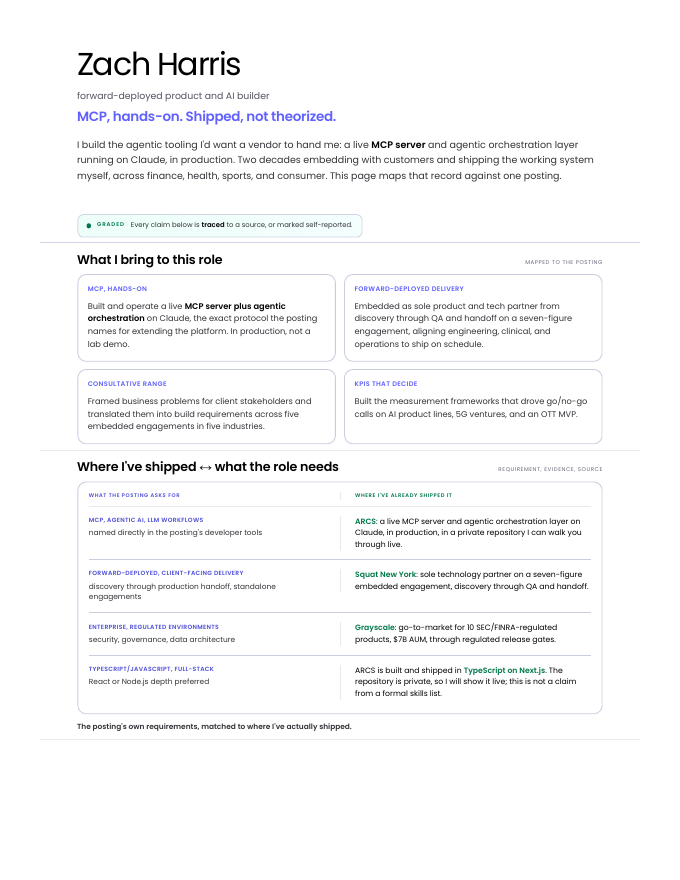 Zach Harris
forward-deployed product and AI builder
MCP, hands-on. Shipped, not theorized.
I build the agentic tooling I'd want a vendor to hand me: a live MCP server and agentic orchestration layer
running on Claude, in production. Two decades embedding with customers and shipping the working system
myself, across finance, health, sports, and consumer. This page maps that record against one posting.
GRADED Every claim below is traced to a source, or marked self-reported.
What I bring to this role
MAPPED TO THE POSTING
MCP, HANDS-ON
Built and operate a live MCP server plus agentic
orchestration on Claude, the exact protocol the posting
names for extending the platform. In production, not a
lab demo.
FORWARD-DEPLOYED DELIVERY
Embedded as sole product and tech partner from
discovery through QA and handoff on a seven-figure
engagement, aligning engineering, clinical, and
operations to ship on schedule.
CONSULTATIVE RANGE
Framed business problems for client stakeholders and
translated them into build requirements across five
embedded engagements in five industries.
KPIS THAT DECIDE
Built the measurement frameworks that drove go/no-go
calls on AI product lines, 5G ventures, and an OTT MVP.
Where I've shipped ↔ what the role needs
REQUIREMENT, EVIDENCE, SOURCE
WHAT THE POSTING ASKS FOR
WHERE I'VE ALREADY SHIPPED IT
MCP, AGENTIC AI, LLM WORKFLOWS
named directly in the posting's developer tools
ARCS: a live MCP server and agentic orchestration layer on
Claude, in production, in a private repository I can walk you
through live.
FORWARD-DEPLOYED, CLIENT-FACING DELIVERY
discovery through production handoff, standalone
engagements
Squat New York: sole technology partner on a seven-figure
embedded engagement, discovery through QA and handoff.
ENTERPRISE, REGULATED ENVIRONMENTS
security, governance, data architecture
Grayscale: go-to-market for 10 SEC/FINRA-regulated
products, $7B AUM, through regulated release gates.
TYPESCRIPT/JAVASCRIPT, FULL-STACK
React or Node.js depth preferred
ARCS is built and shipped in TypeScript on Next.js. The
repository is private, so I will show it live; this is not a claim
from a formal skills list.
The posting's own requirements, matched to where I've actually shipped.